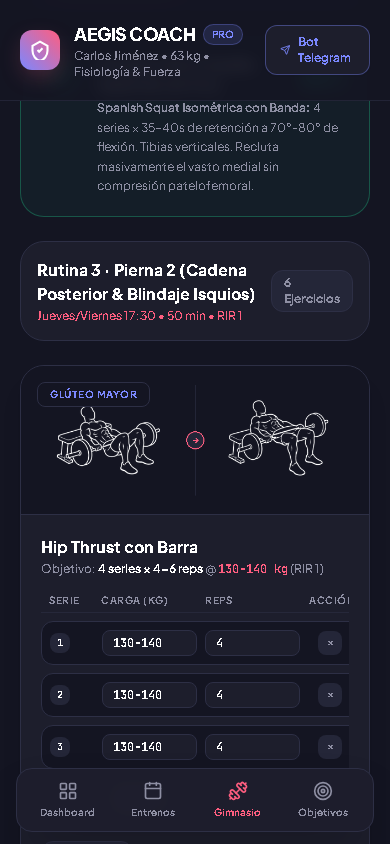 AEGIS COACH PRO
Carlos Jiménez • 63 kg •
Fisiología & Fuerza
Bot
Telegram
Spanish Squat Isométrica con Banda: 4
series x 35-40s de retención a 70°-80° de
flexión. Tibias verticales. Recluta
masivamente el vasto medial sin
compresión patelofemoral.
Rutina 3 · Pierna 2 (Cadena
Posterior & Blindaje Isquios)
Jueves/Viernes 17:30 • 50 min • RIR 1
6
Ejercicios
GLÚTEO MAYOR
Hip Thrust con Barra
Objetivo: 4 series x 4-6 reps @ 130-140 kg (RIR 1)
SERIE CARGA (KG) REPS ACCIÓ
1 130-140 4 ×
2 130-140 4 ×
3 130-140 4 ×
Dashboard Entrenos Gimnasio Objetivos